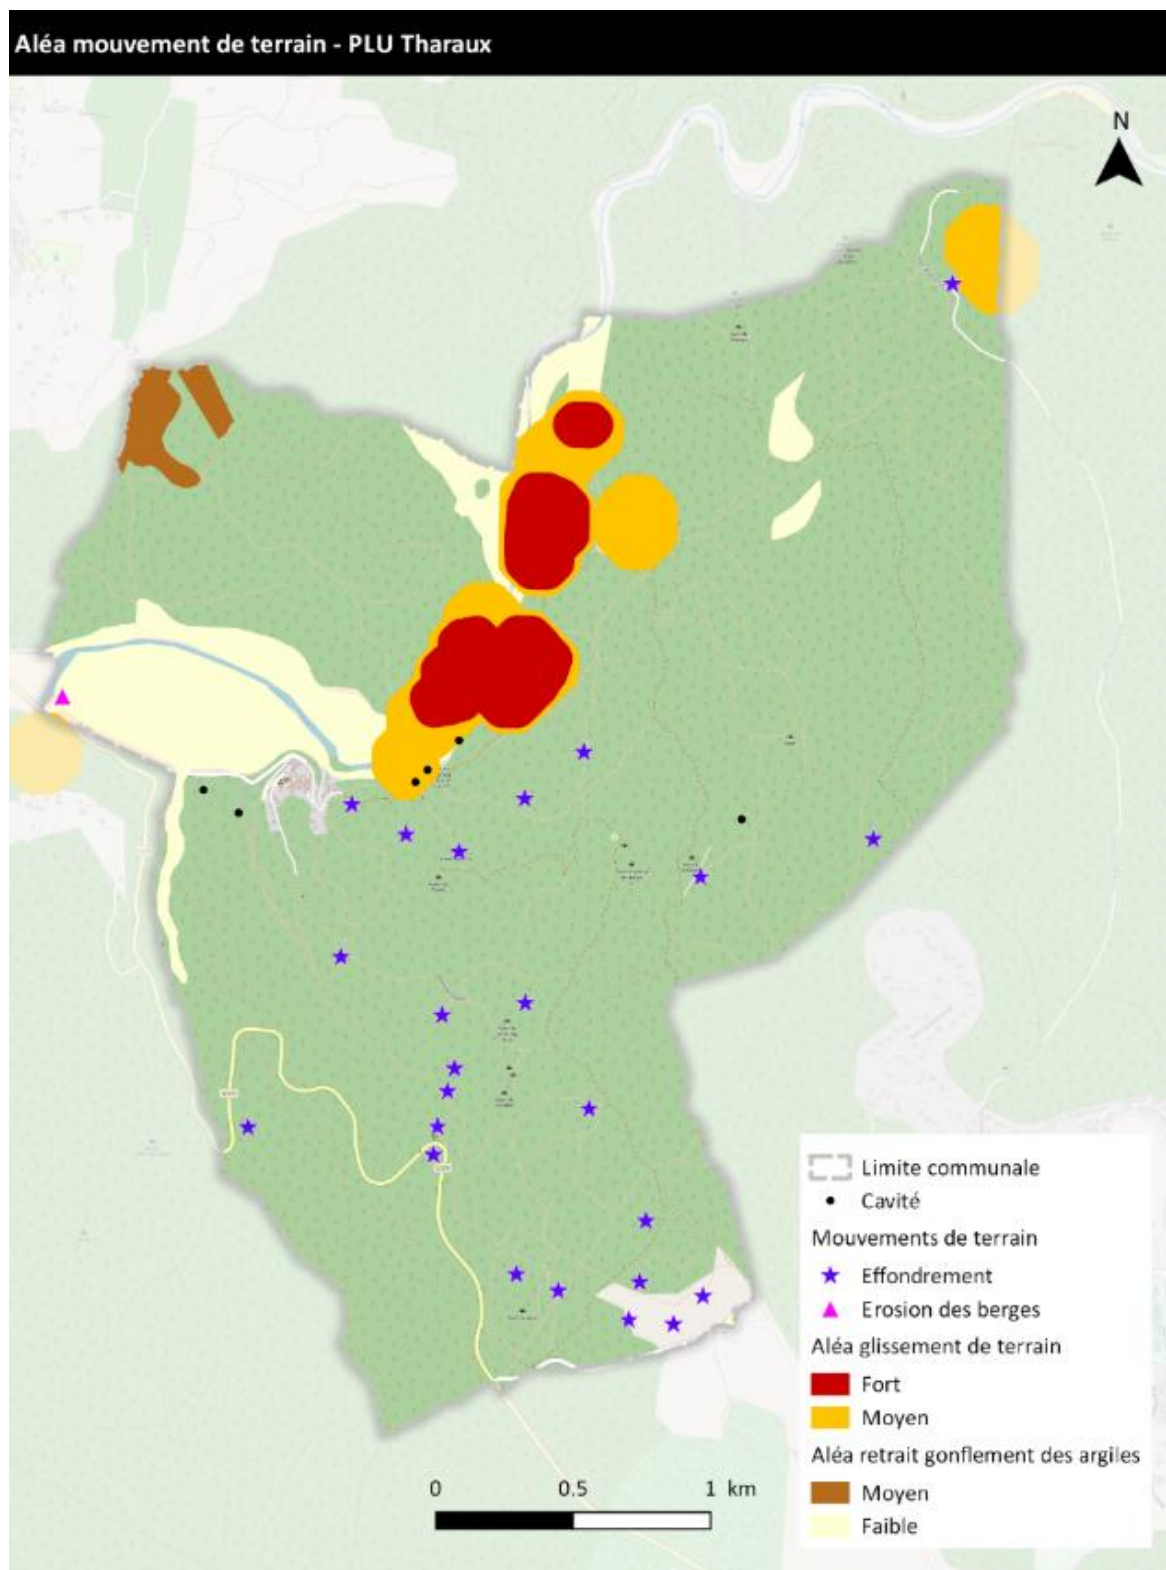 Aléa mouvement de terrain - PLU Tharaux
N
Limite communale
Cavité
Mouvements de terrain
Effondrement
Erosion des berges
Aléa glissement de terrain
Fort
Moyen
Aléa retrait gonflement des argiles
Moyen
Faible
0 0.5 1 km